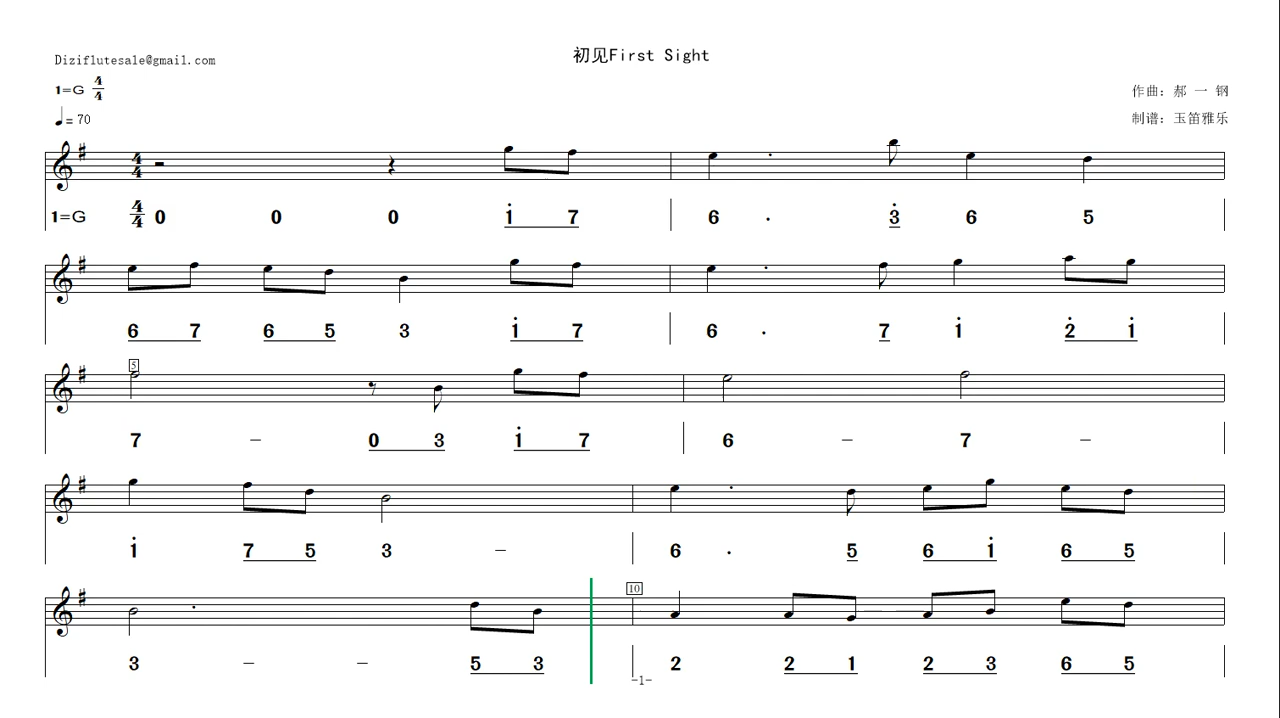 初见First Sight
Diziflutesale@gmail.com
1=G 4/4
作曲：郝 一 钢
♩= 70
制谱：玉笛雅乐
4/4
1=G 4/4 0 0 0 i 7 6 . 3̇ 6 5
6 7 6 5 3 i 7 6 . 7 i 2̇ i
5
7 – 0 3 i 7 6 – 7 –
i 7 5 3 – 6 . 5 6 i 6 5
10
3 – – 5 3 2 2 1 2 3 6 5
-1-